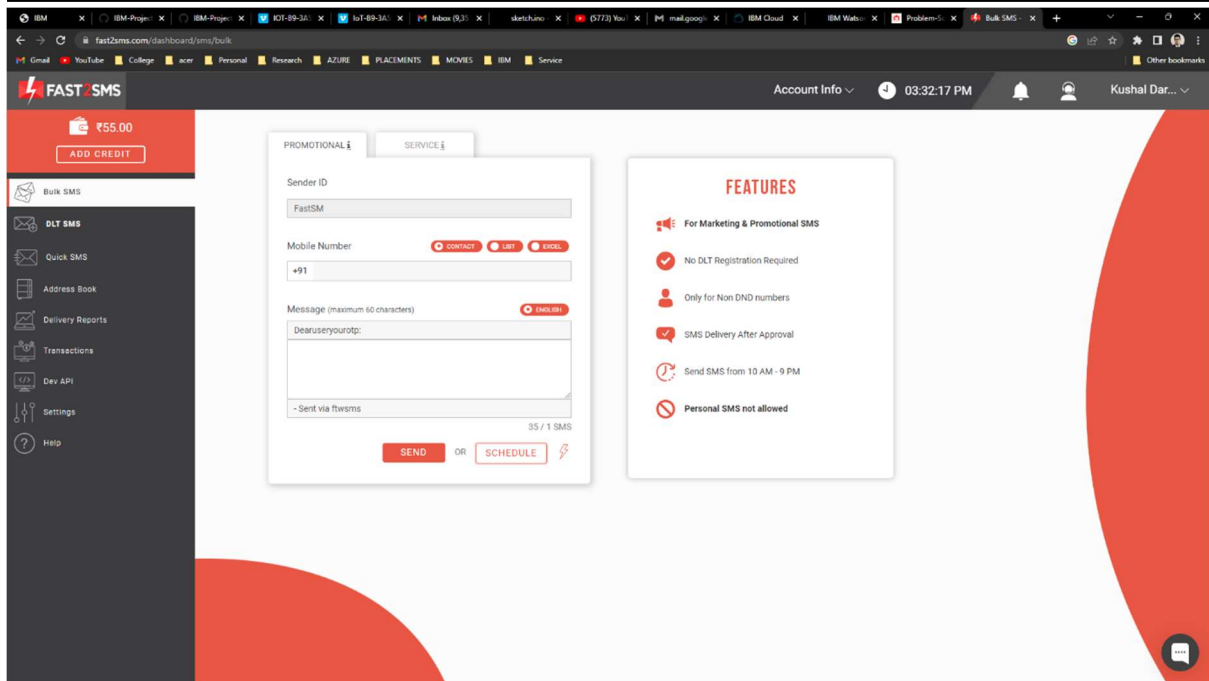 IBM
IBM-Project
IBM-Project
IOT-89-3A5
IoT-B9-3A5
Inbox (9,35
sketch.ino -
(5773) You
mail.google
IBM Cloud
IBM Watson
Problem-S
Bulk SMS -
fast2sms.com/dashboard/sms/bulk
Gmail YouTube College acer Personal Research AZURE PLACEMENTS MOVIES IBM Service Other bookmarks
FAST2SMS
Account Info
03:32:17 PM
Kushal Dar...
₹55.00
ADD CREDIT
Bulk SMS
DLT SMS
Quick SMS
Address Book
Delivery Reports
Transactions
Dev API
Settings
Help
PROMOTIONAL
SERVICE
Sender ID
FastSM
Mobile Number
CONTACT LIST EXCEL
+91
Message (maximum 60 characters)
ENGLISH
Dearuseryourotp:
- Sent via ftwsms
35 / 1 SMS
SEND OR SCHEDULE
FEATURES
For Marketing & Promotional SMS
No DLT Registration Required
Only for Non DND numbers
SMS Delivery After Approval
Send SMS from 10 AM - 9 PM
Personal SMS not allowed